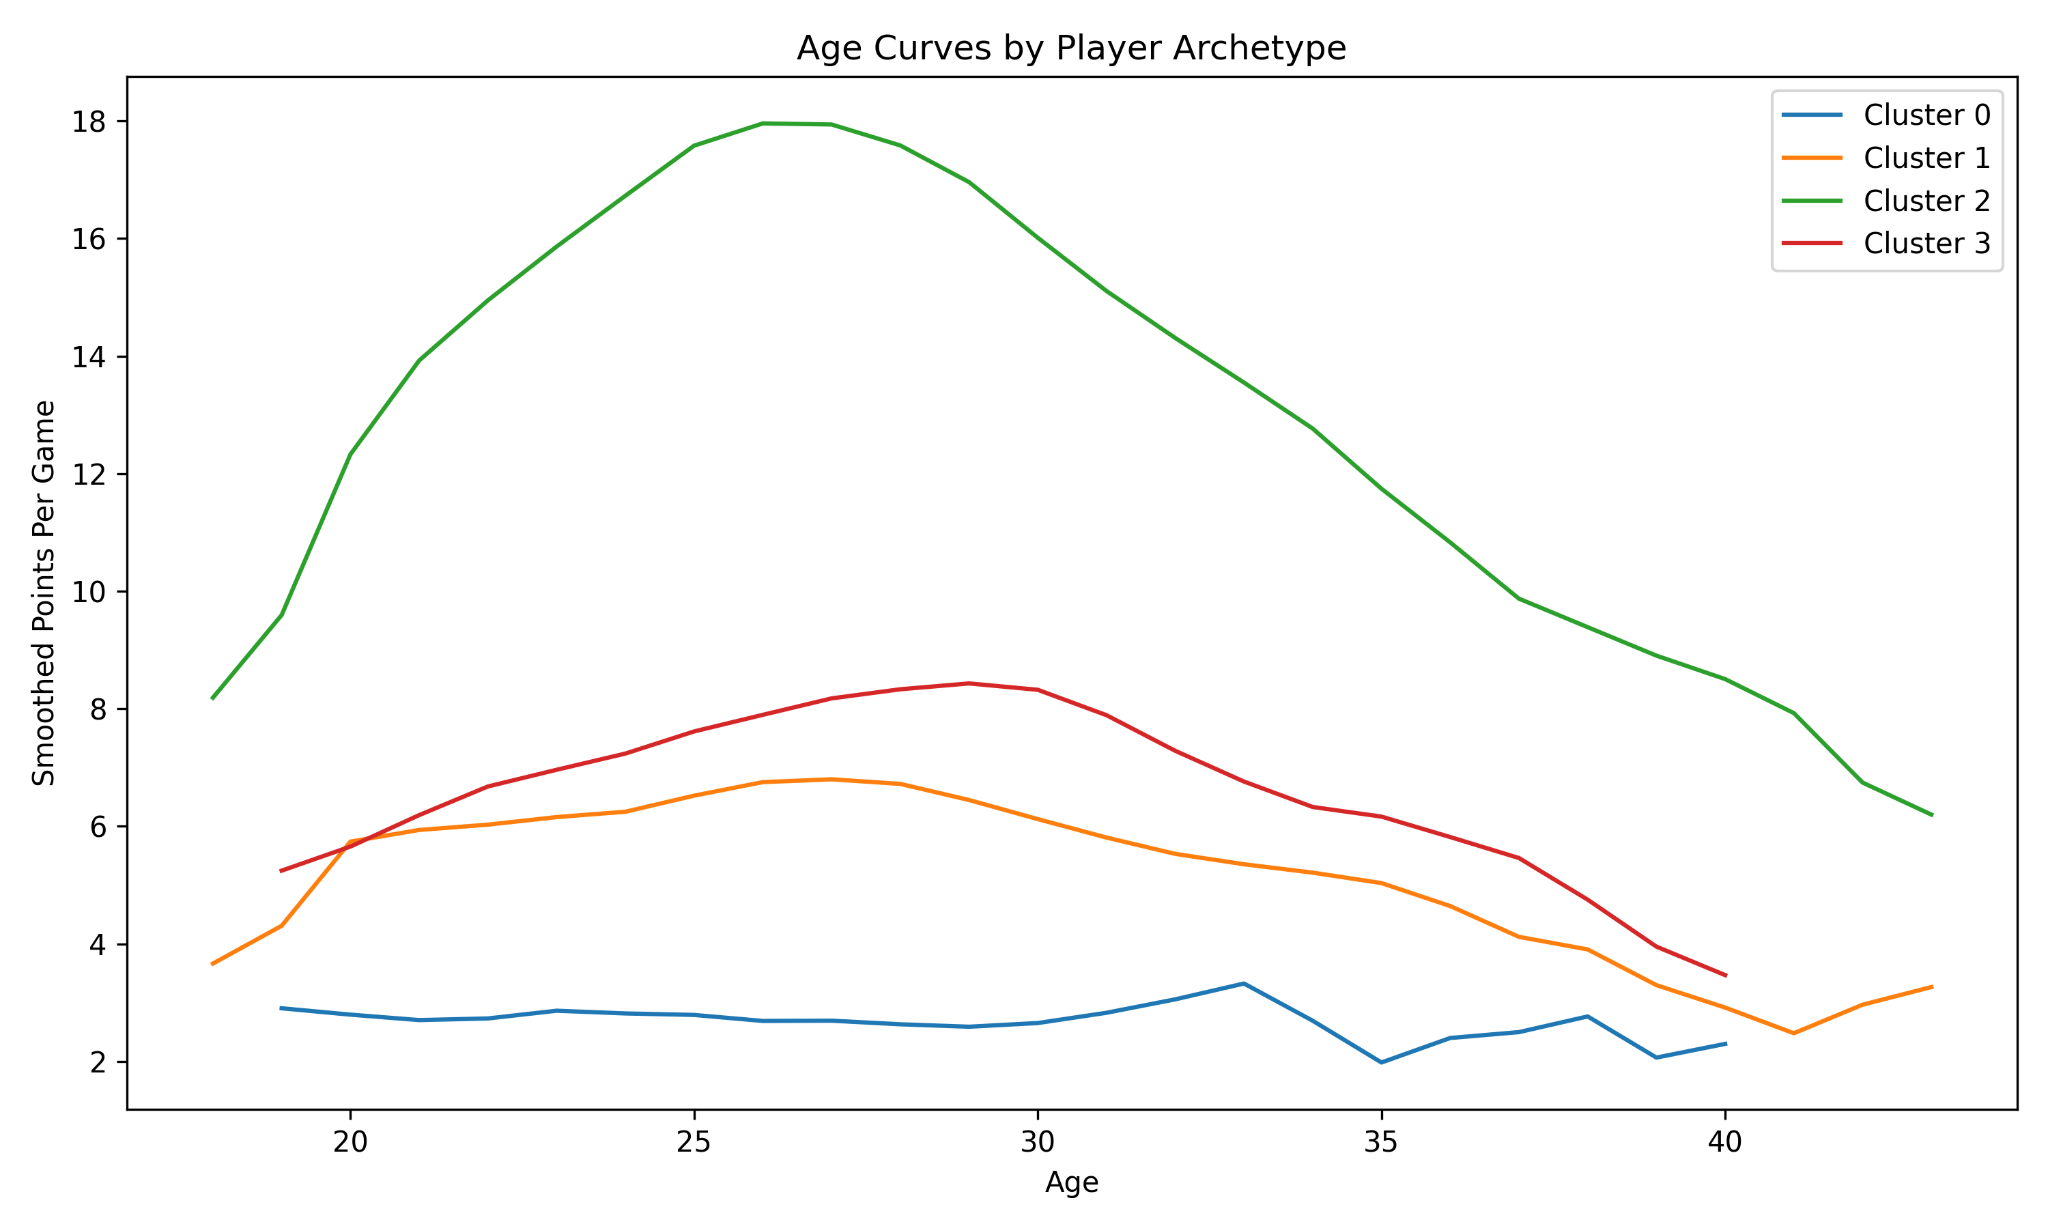 Age Curves by Player Archetype
Cluster 0
Cluster 1
Cluster 2
Cluster 3
Smoothed Points Per Game
18
16
14
12
10
8
6
4
2
20 25 30 35 40
Age